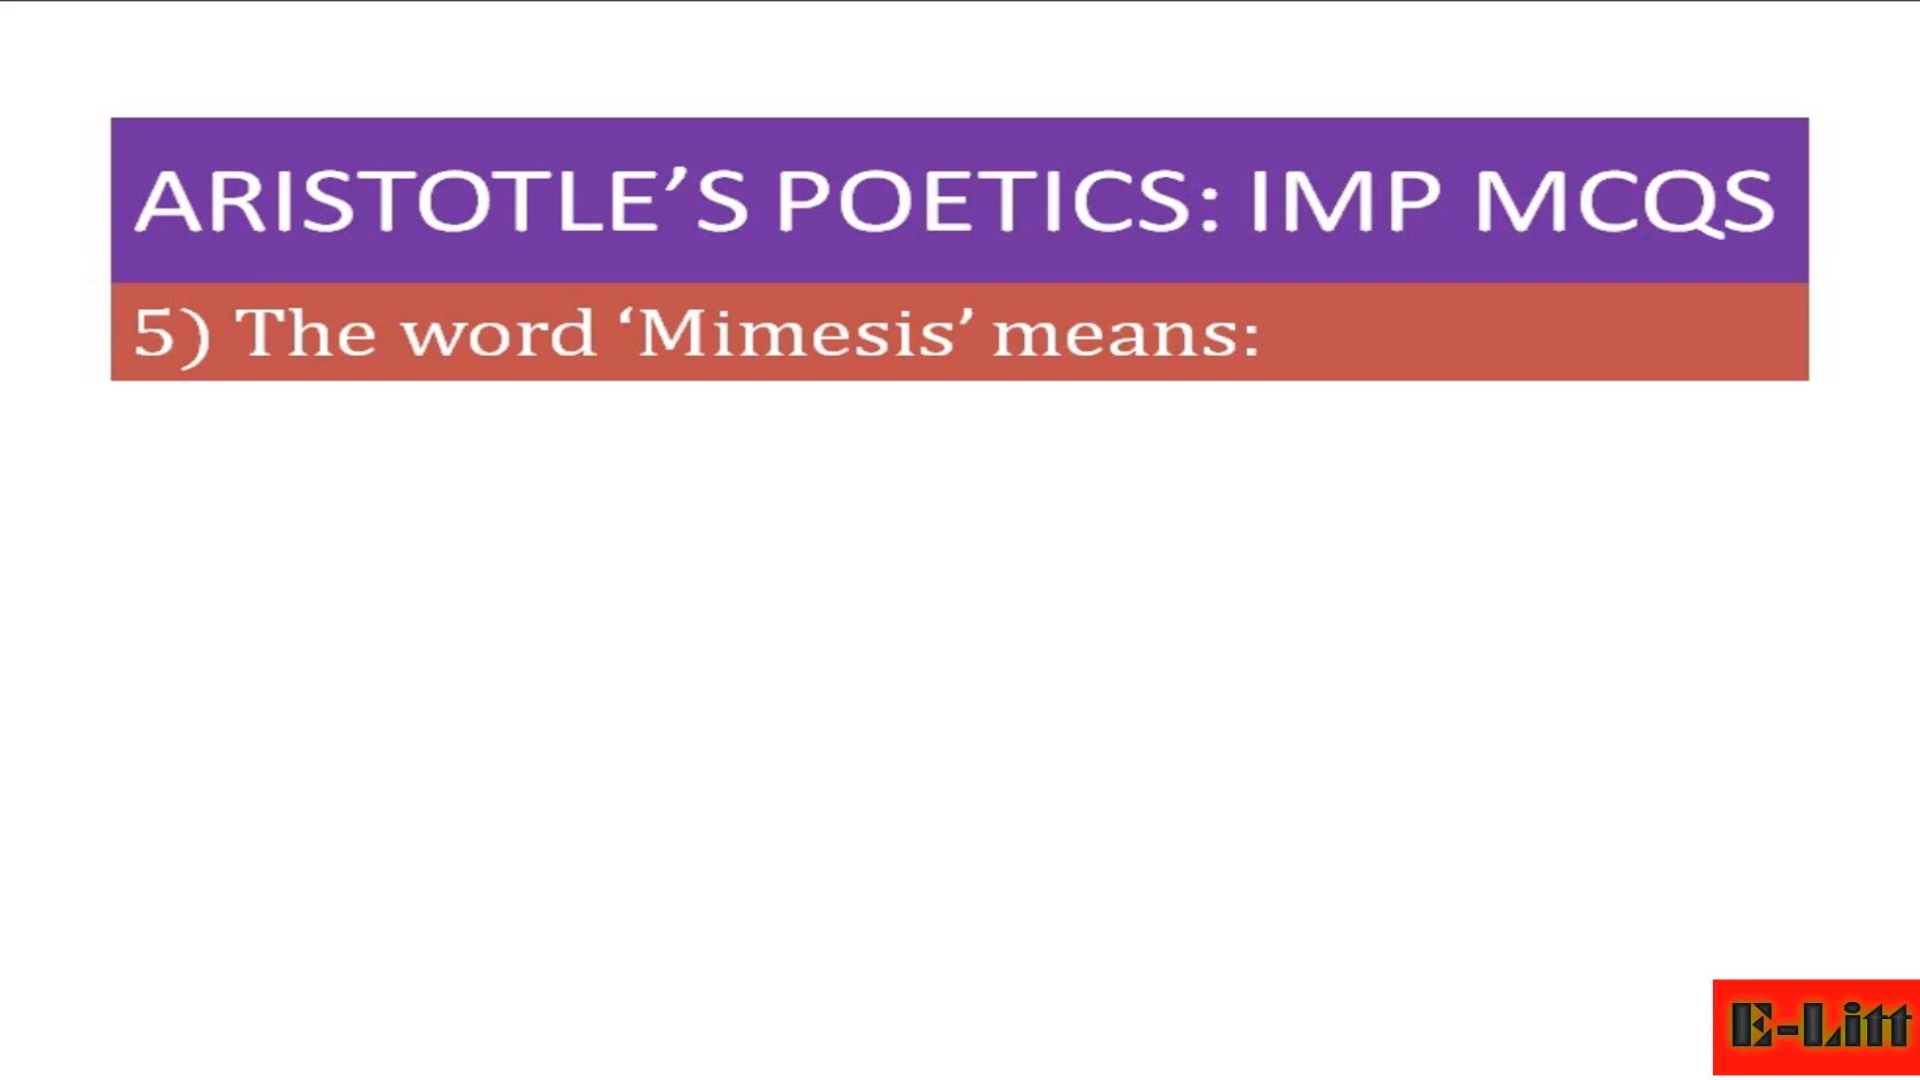 ARISTOTLE’S POETICS: IMP MCQS
5) The word ‘Mimesis’ means:
E-Litt